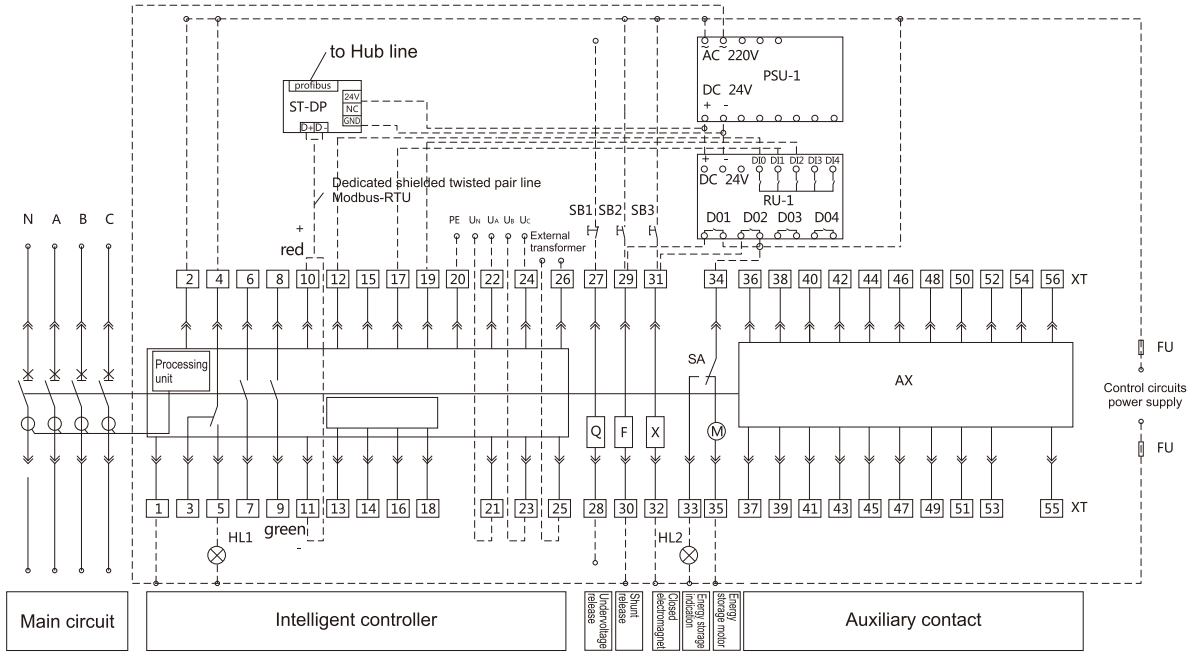 to Hub line
profibus
ST-DP
24V
NC
GND
D+ D-
AC 220V
PSU-1
DC 24V
+ -
+ - DI0 DI1 DI2 DI3 DI4
DC 24V
RU-1
D01 D02 D03 D04
Dedicated shielded twisted pair line
Modbus-RTU
N A B C
+
red
PE UN UA UB UC
External
transformer
SB1 SB2 SB3
2 4 6 8 10 12 15 17 19 20 22 24 26 27 29 31 34 36 38 40 42 44 46 48 50 52 54 56 XT
Processing
unit
SA
AX
FU
Control circuits
power supply
FU
Q F X M
1 3 5 7 9 11 13 14 16 18 21 23 25 28 30 32 33 35 37 39 41 43 45 47 49 51 53 55 XT
green
-
HL1
HL2
Main circuit
Intelligent controller
Undervoltage
release
Shunt
release
Closed
electromagnet
Energy storage
indication
Energy
storage motor
Auxiliary contact